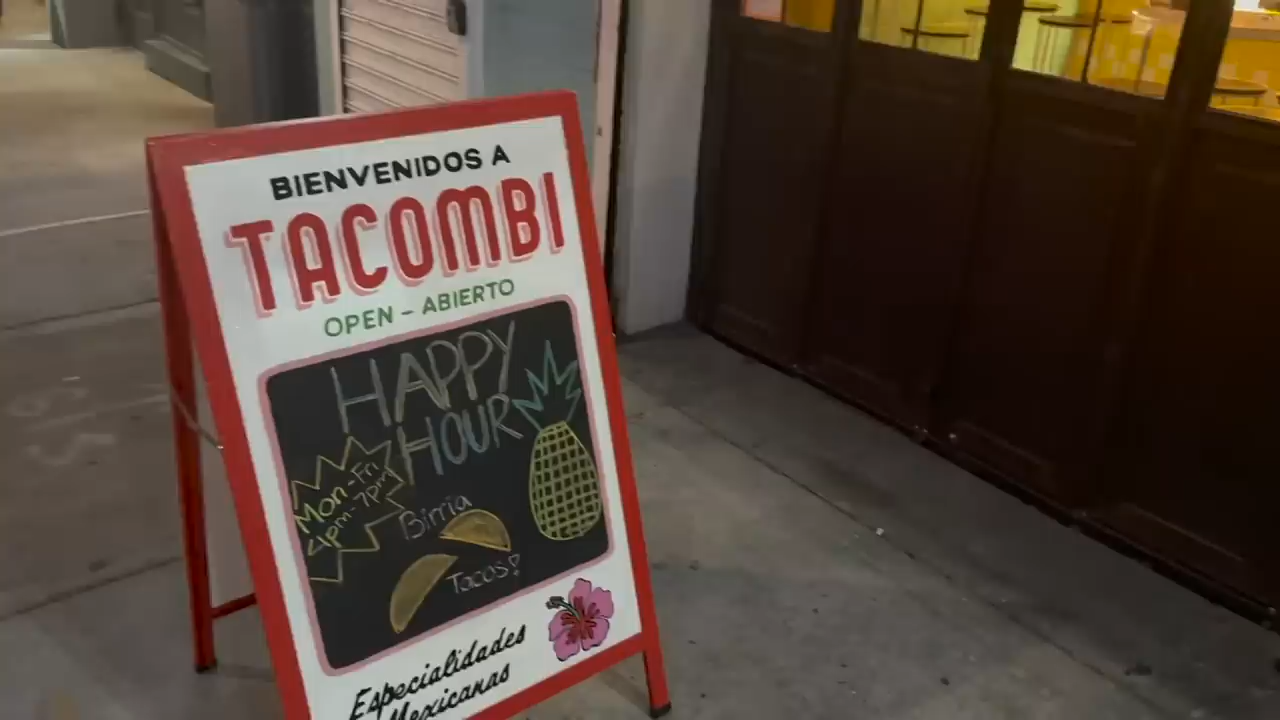 BIENVENIDOS A
TACOMBI
OPEN - ABIERTO
HAPPY
HOUR
Mon-Fri
4pm-7pm
Birria
Tacos!
Especialidades
Mexicanas